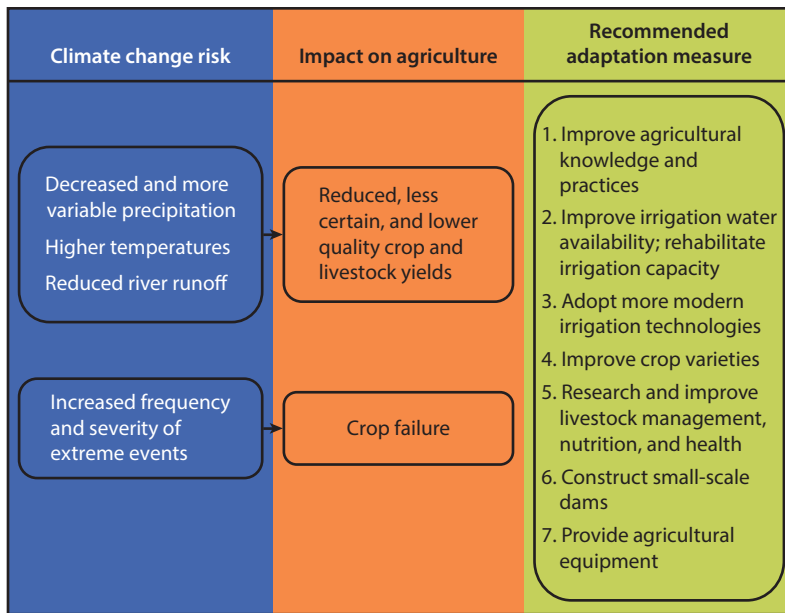 Climate change risk
Impact on agriculture
Recommended
adaptation measure
Decreased and more
variable precipitation
Higher temperatures
Reduced river runoff
Reduced, less
certain, and lower
quality crop and
livestock yields
Increased frequency
and severity of
extreme events
Crop failure
1. Improve agricultural
knowledge and
practices
2. Improve irrigation water
availability; rehabilitate
irrigation capacity
3. Adopt more modern
irrigation technologies
4. Improve crop varieties
5. Research and improve
livestock management,
nutrition, and health
6. Construct small-scale
dams
7. Provide agricultural
equipment